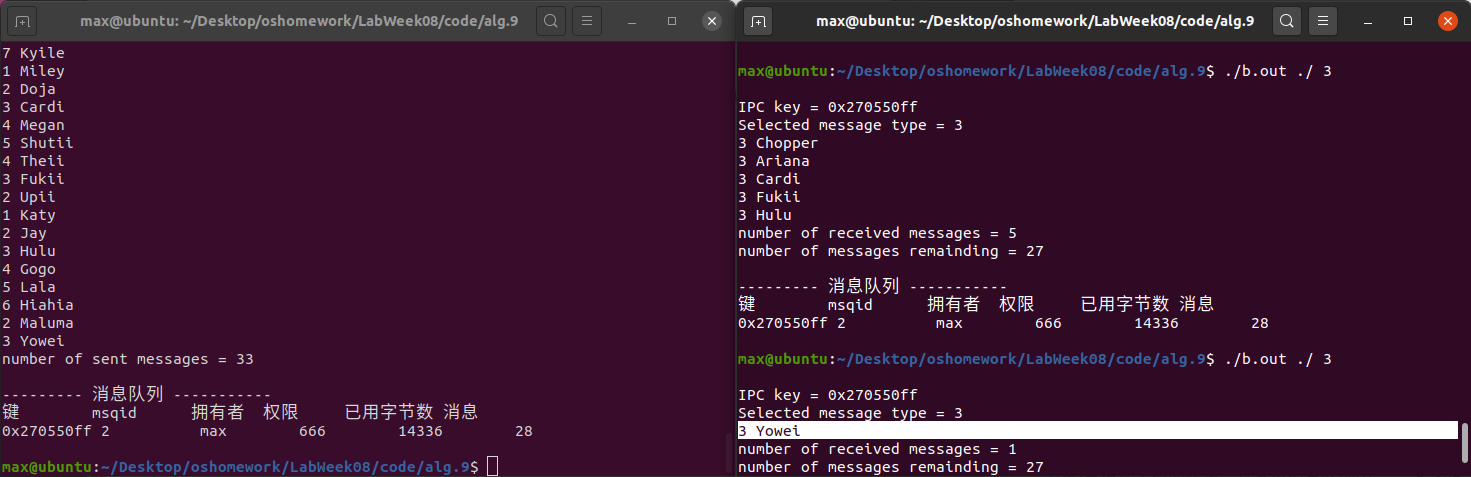 max@ubuntu: ~/Desktop/oshomework/LabWeek08/code/alg.9
7 Kyile
1 Miley
2 Doja
3 Cardi
4 Megan
5 Shutii
4 Theii
3 Fukii
2 Upii
1 Katy
2 Jay
3 Hulu
4 Gogo
5 Lala
6 Hiahia
2 Maluma
3 Yowei
number of sent messages = 33
--------- 消息队列 -----------
键 msqid 拥有者 权限 已用字节数 消息
0x270550ff 2 max 666 14336 28
max@ubuntu:~/Desktop/oshomework/LabWeek08/code/alg.9$
max@ubuntu: ~/Desktop/oshomework/LabWeek08/code/alg.9
max@ubuntu:~/Desktop/oshomework/LabWeek08/code/alg.9$ ./b.out ./ 3
IPC key = 0x270550ff
Selected message type = 3
3 Chopper
3 Ariana
3 Cardi
3 Fukii
3 Hulu
number of received messages = 5
number of messages remainding = 27
--------- 消息队列 -----------
键 msqid 拥有者 权限 已用字节数 消息
0x270550ff 2 max 666 14336 28
max@ubuntu:~/Desktop/oshomework/LabWeek08/code/alg.9$ ./b.out ./ 3
IPC key = 0x270550ff
Selected message type = 3
3 Yowei
number of received messages = 1
number of messages remainding = 27